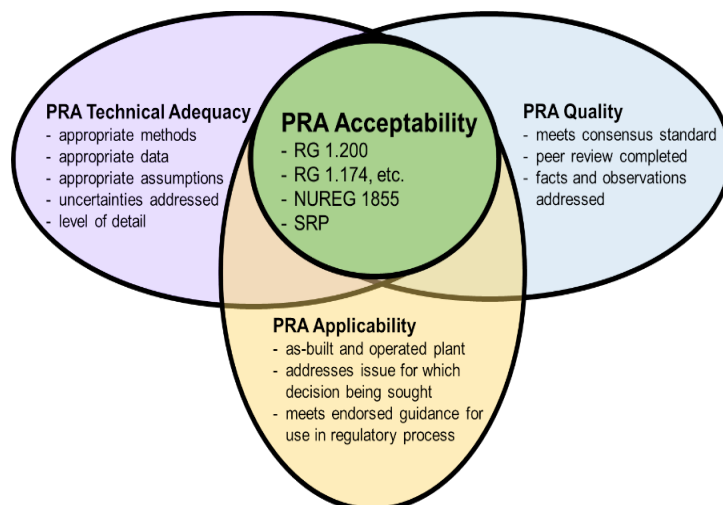 PRA Technical Adequacy
- appropriate methods
- appropriate data
- appropriate assumptions
- uncertainties addressed
- level of detail
PRA Acceptability
- RG 1.200
- RG 1.174, etc.
- NUREG 1855
- SRP
PRA Quality
- meets consensus standard
- peer review completed
- facts and observations
addressed
PRA Applicability
- as-built and operated plant
- addresses issue for which
decision being sought
- meets endorsed guidance for
use in regulatory process